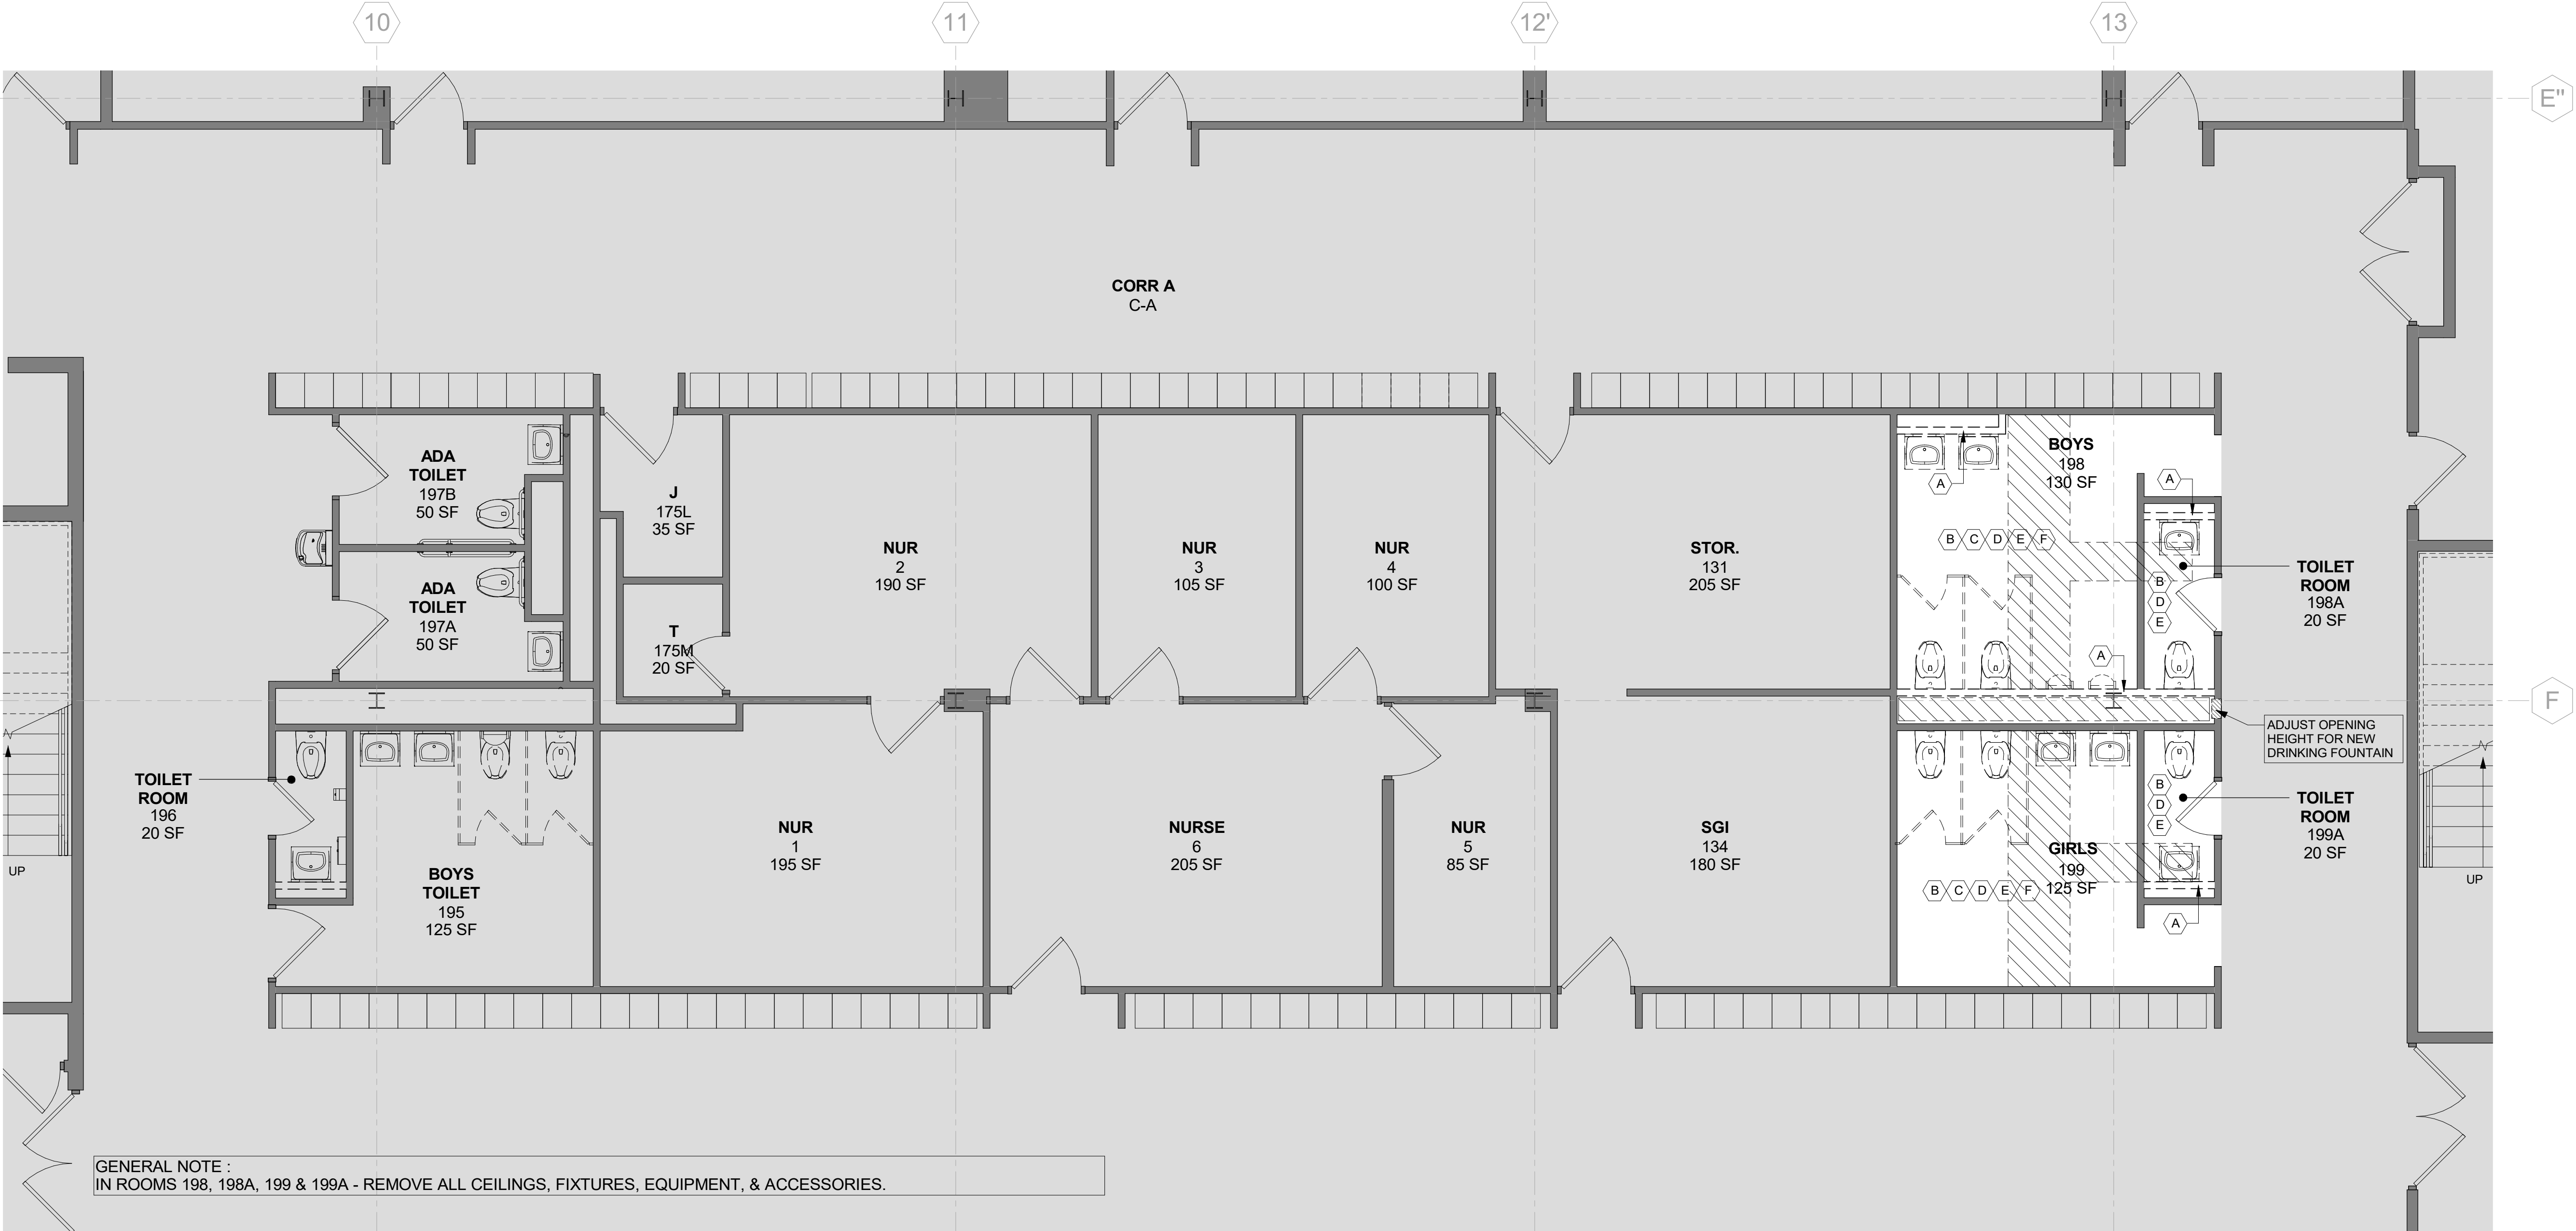 10
11
12'
13
E"
CORR A
C-A
ADA
TOILET
197B
50 SF
J
175L
35 SF
NUR
2
190 SF
NUR
3
105 SF
NUR
4
100 SF
STOR.
131
205 SF
BOYS
198
130 SF
A
A
B C D E F
B
D
E
TOILET
ROOM
198A
20 SF
ADA
TOILET
197A
50 SF
T
175M
20 SF
A
F
ADJUST OPENING
HEIGHT FOR NEW
DRINKING FOUNTAIN
TOILET
ROOM
196
20 SF
UP
BOYS
TOILET
195
125 SF
NUR
1
195 SF
NURSE
6
205 SF
NUR
5
85 SF
SGI
134
180 SF
GIRLS
199
125 SF
B C D E F
B
D
E
A
TOILET
ROOM
199A
20 SF
UP
GENERAL NOTE :
IN ROOMS 198, 198A, 199 & 199A - REMOVE ALL CEILINGS, FIXTURES, EQUIPMENT, & ACCESSORIES.